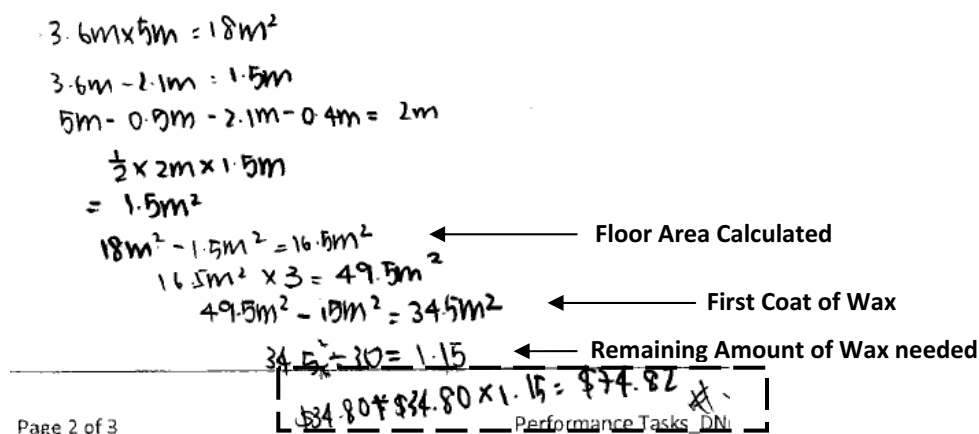 3.6m×5m = 18m²
3.6m - 2.1m = 1.5m
5m - 0.5m - 2.1m - 0.4m = 2m
1/2 × 2m × 1.5m
= 1.5m²
18m² - 1.5m² = 16.5m² Floor Area Calculated
16.5m² × 3 = 49.5m²
49.5m² - 15m² = 34.5m² First Coat of Wax
34.5 ÷ 30 = 1.15 Remaining Amount of Wax needed
$34.80 + $34.80 × 1.15 = $74.82
Page 2 of 3 Performance Tasks_DN